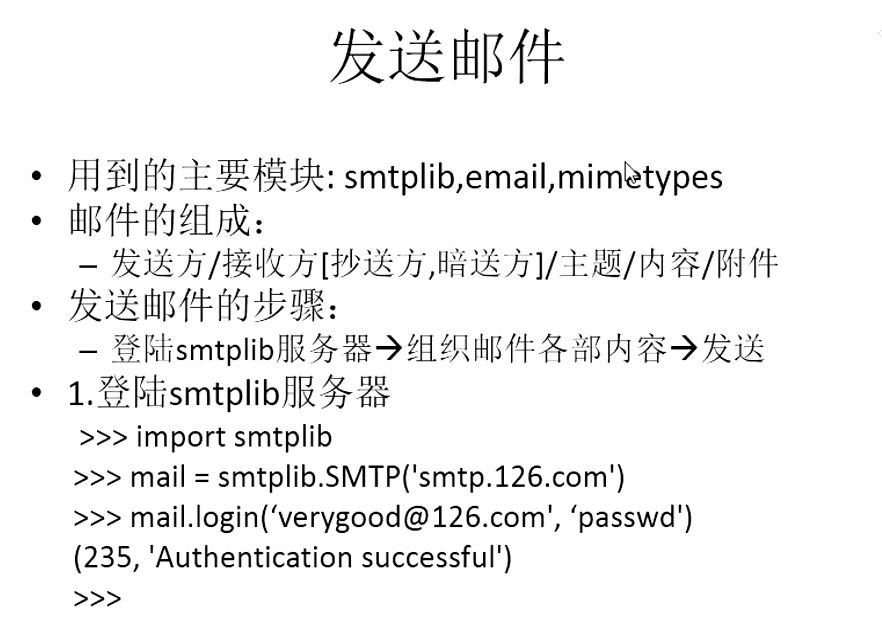 发送邮件
• 用到的主要模块: smtplib,email,mimetypes
• 邮件的组成：
– 发送方/接收方[抄送方,暗送方]/主题/内容/附件
• 发送邮件的步骤：
– 登陆smtplib服务器→组织邮件各部内容→发送
• 1.登陆smtplib服务器
>>> import smtplib
>>> mail = smtplib.SMTP('smtp.126.com')
>>> mail.login(‘verygood@126.com', ‘passwd')
(235, 'Authentication successful')
>>>